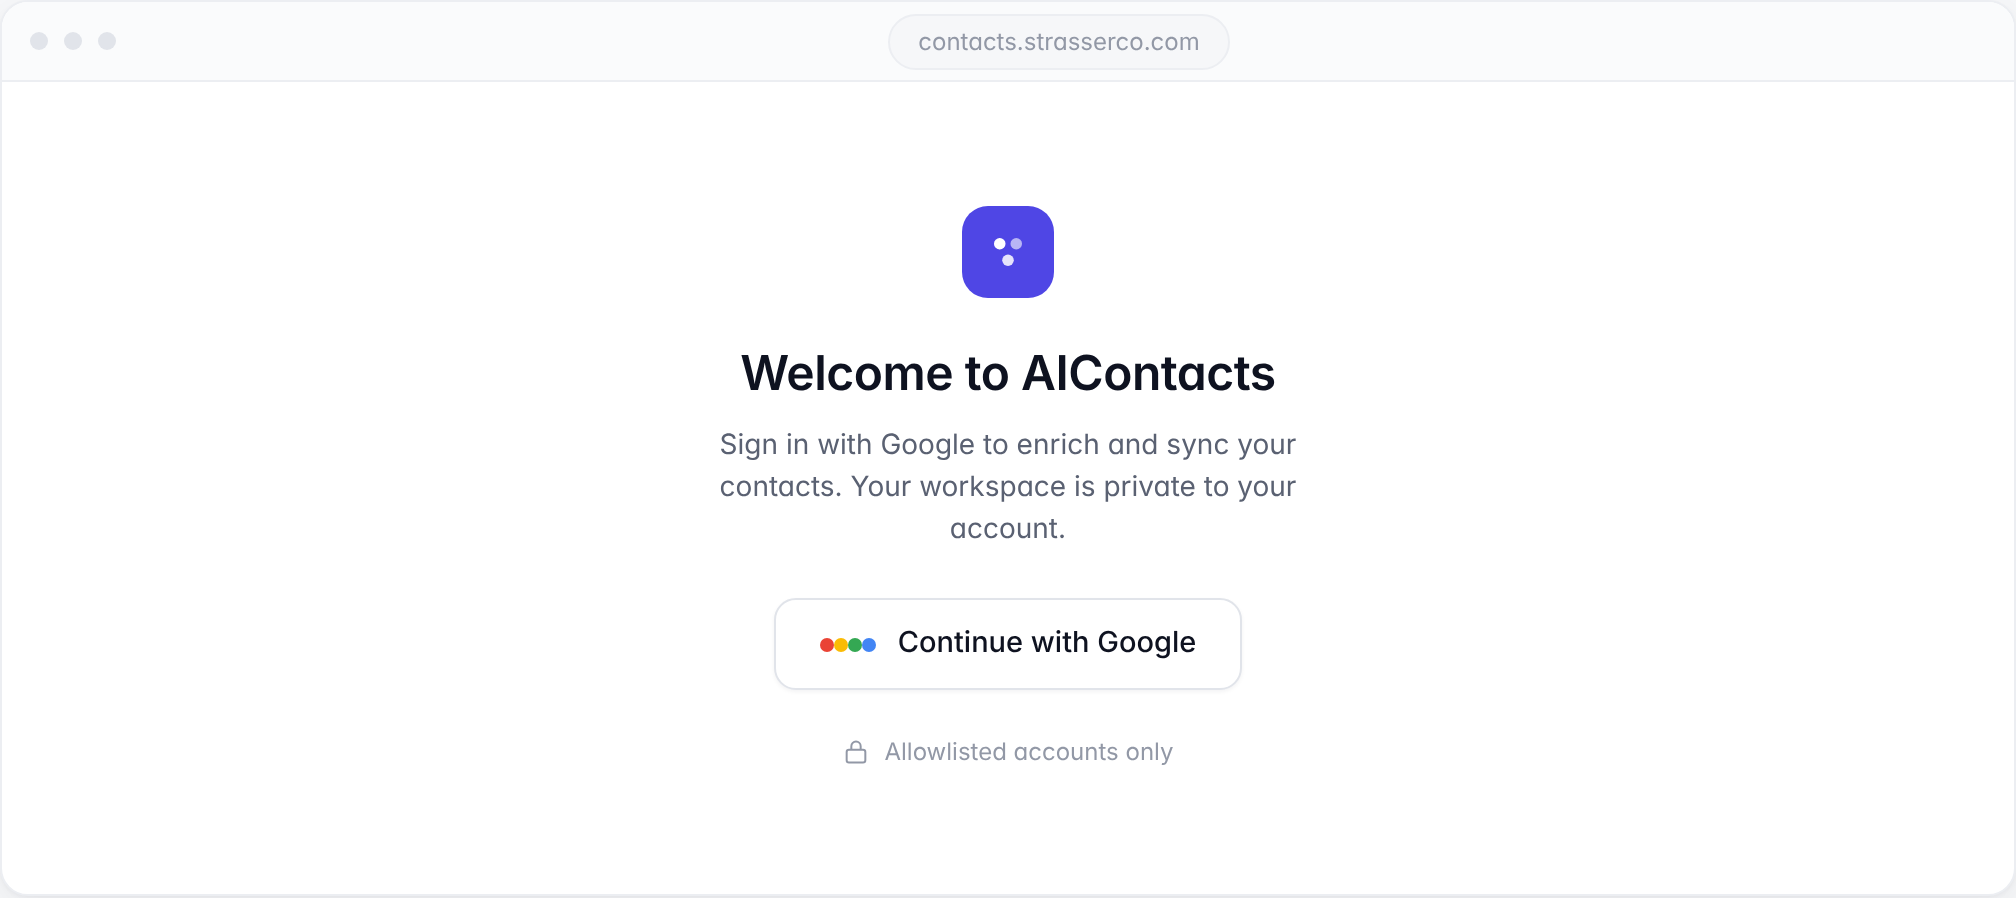 contacts.strasserco.com
Welcome to AIContacts
Sign in with Google to enrich and sync your
contacts. Your workspace is private to your
account.
Continue with Google
Allowlisted accounts only